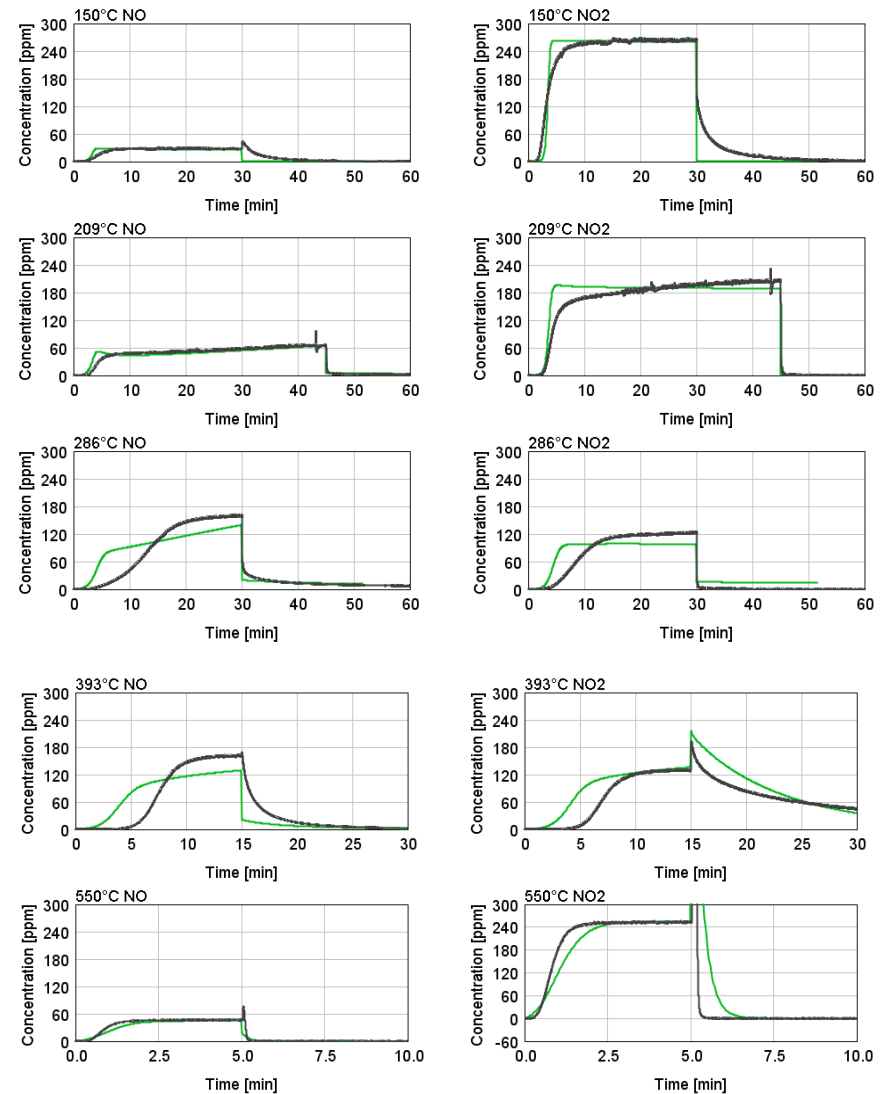 150°C NO
Concentration [ppm]
300
240
180
120
60
0
0 10 20 30 40 50 60
Time [min]
150°C NO2
Concentration [ppm]
300
240
180
120
60
0
0 10 20 30 40 50 60
Time [min]
209°C NO
Concentration [ppm]
300
240
180
120
60
0
0 10 20 30 40 50 60
Time [min]
209°C NO2
Concentration [ppm]
300
240
180
120
60
0
0 10 20 30 40 50 60
Time [min]
286°C NO
Concentration [ppm]
300
240
180
120
60
0
0 10 20 30 40 50 60
Time [min]
286°C NO2
Concentration [ppm]
300
240
180
120
60
0
0 10 20 30 40 50 60
Time [min]
393°C NO
Concentration [ppm]
300
240
180
120
60
0
0 5 10 15 20 25 30
Time [min]
393°C NO2
Concentration [ppm]
300
240
180
120
60
0
0 5 10 15 20 25 30
Time [min]
550°C NO
Concentration [ppm]
300
240
180
120
60
0
0.0 2.5 5.0 7.5 10.0
Time [min]
550°C NO2
Concentration [ppm]
300
240
180
120
60
0
-60
0.0 2.5 5.0 7.5 10.0
Time [min]